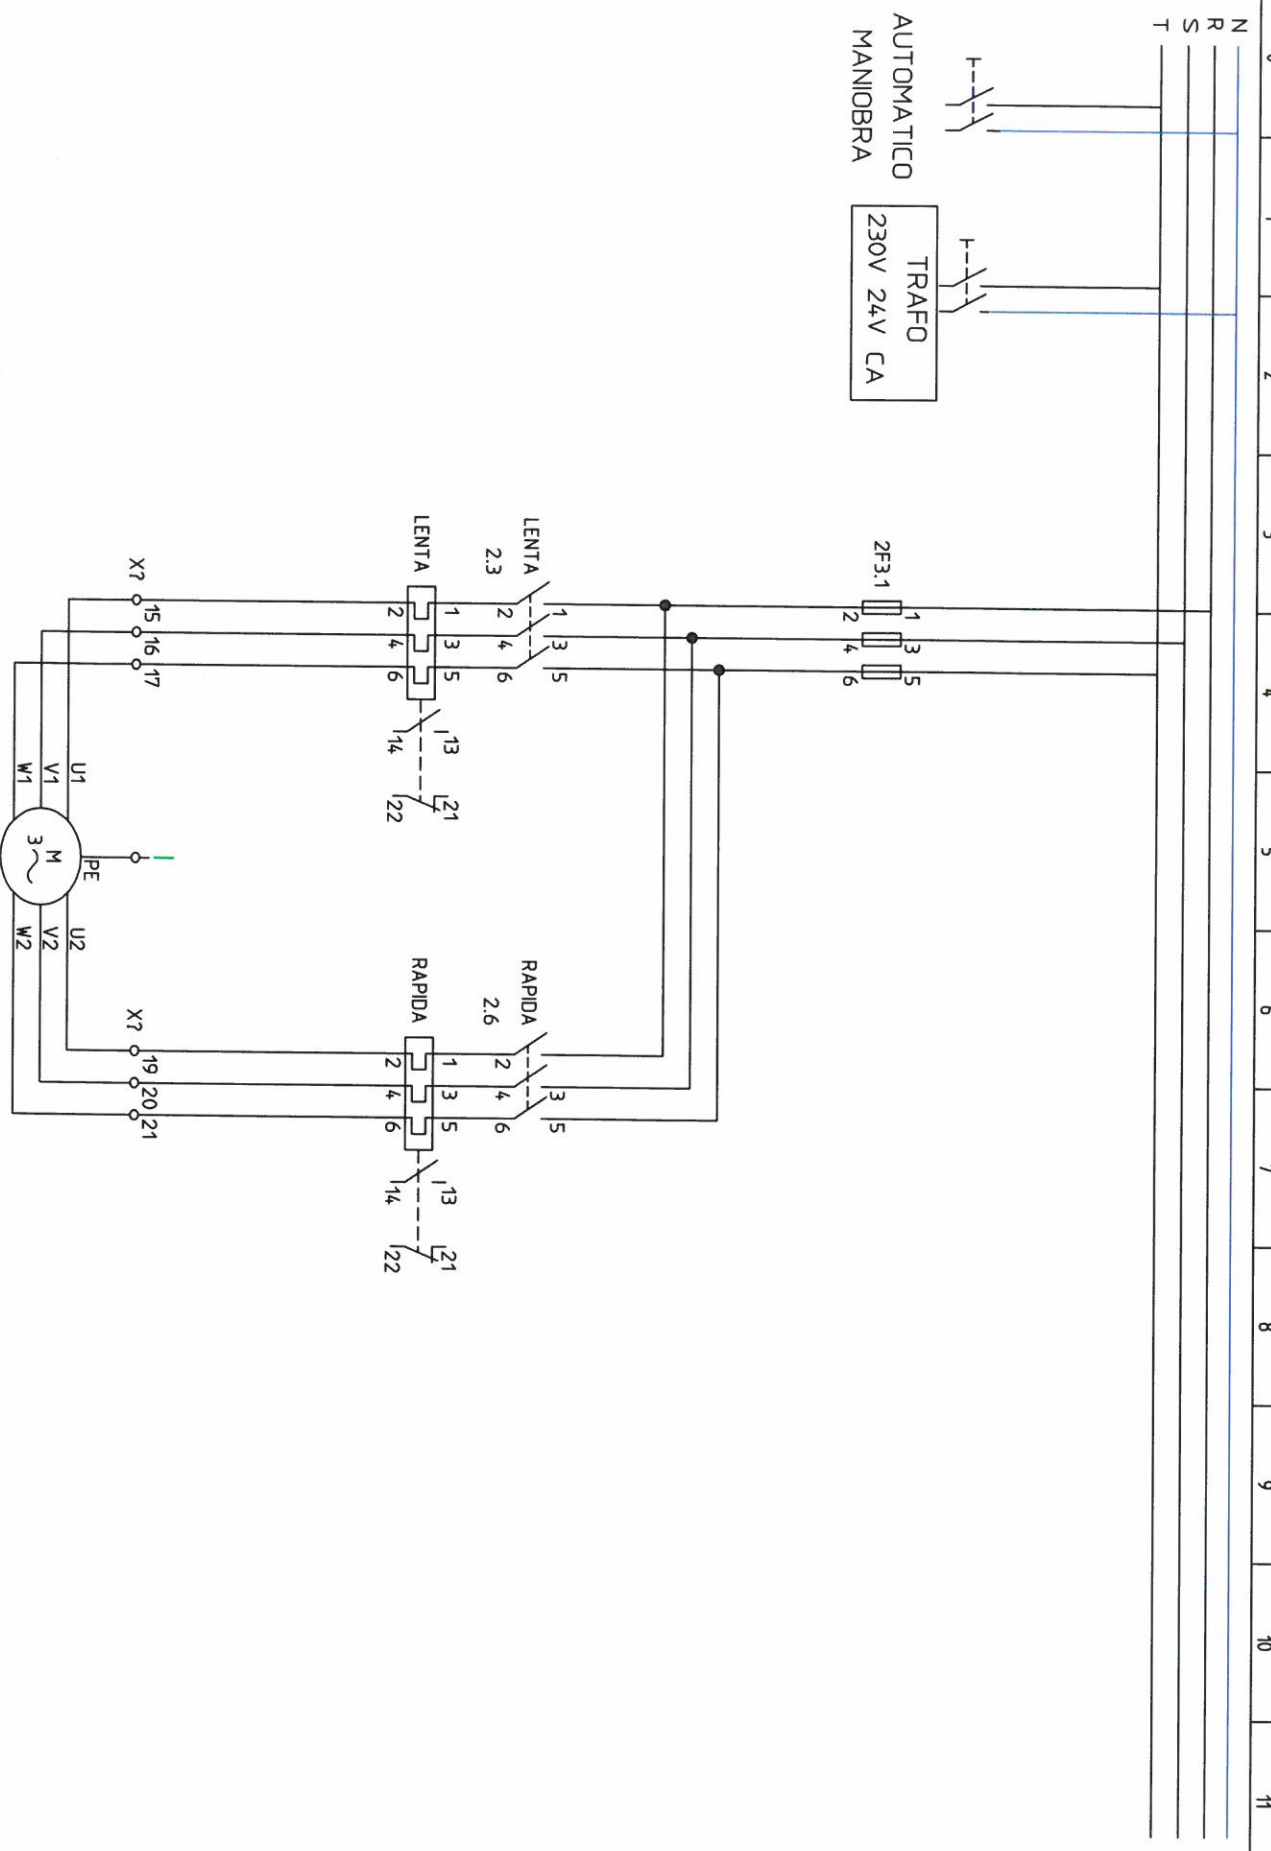 0 1 2 3 4 5 6 7 8 9 10 11
N
R
S
T
AUTOMATICO
MANIOBRA
TRAFO
230V 24V CA
2F3.1
1 3 5
2 4 6
LENTA
2.3
1 3 5
2 4 6
RAPIDA
2.6
3 5
2 4 6
LENTA
1 3 5
2 4 6
13 21
14 22
RAPIDA
1 3 5
2 4 6
13 21
14 22
X?
15 16 17
X?
19 20 21
PE
U1
V1
W1
M
3
U2
V2
W2